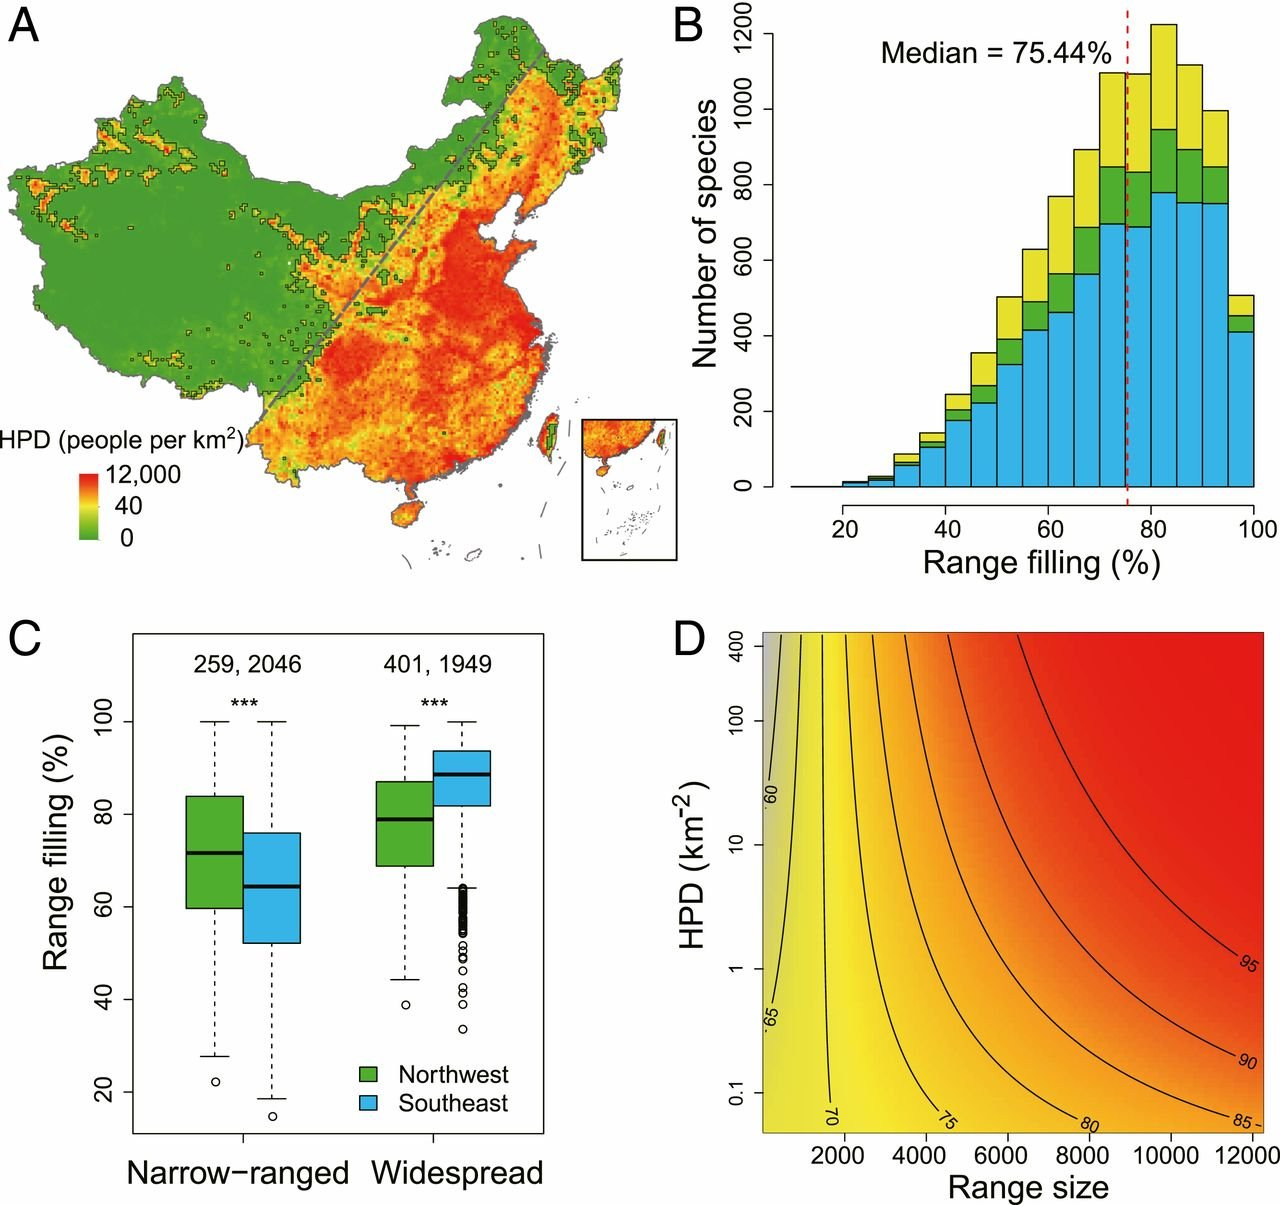 A
HPD (people per km2)
12,000
40
0
B
Median = 75.44%
Number of species
0
200
400
600
800
1000
1200
20
40
60
80
100
Range filling (%)
C
259, 2046
401, 1949
***
***
Range filling (%)
20
40
60
80
100
Northwest
Southeast
Narrow−ranged
Widespread
D
HPD (km−2)
400
100
10
1
0.1
60
65
70
75
80
85
90
95
2000
4000
6000
8000
10000
12000
Range size